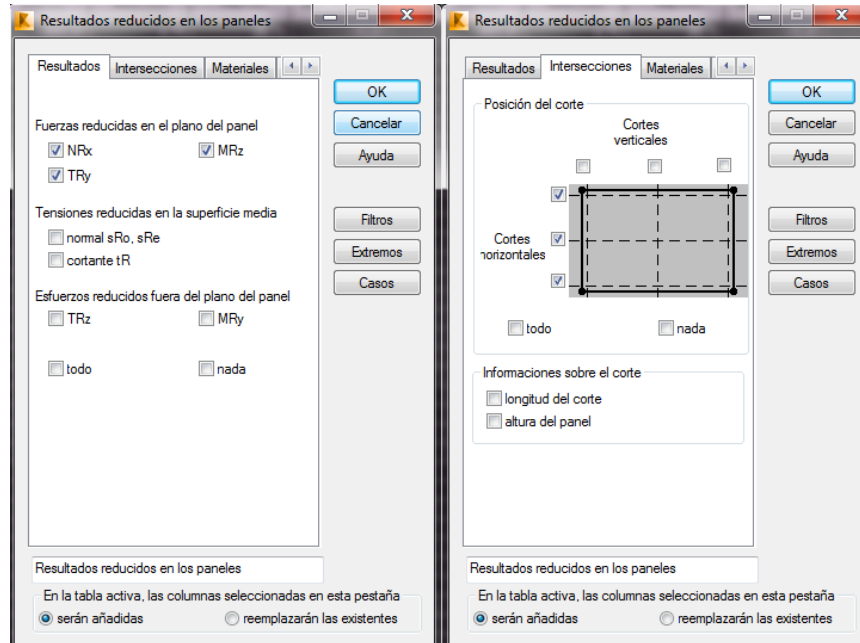 Resultados reducidos en los paneles
Resultados Intersecciones Materiales
OK
Cancelar
Ayuda
Fuerzas reducidas en el plano del panel
NRx MRz
TRy
Tensiones reducidas en la superficie media
normal sRo, sRe
cortante tR
Filtros
Extremos
Casos
Esfuerzos reducidos fuera del plano del panel
TRz MRy
todo nada
Resultados reducidos en los paneles
En la tabla activa, las columnas seleccionadas en esta pestaña
serán añadidas reemplazarán las existentes
Resultados reducidos en los paneles
Resultados Intersecciones Materiales
OK
Cancelar
Ayuda
Posición del corte
Cortes
verticales
Cortes
horizontales
Filtros
Extremos
Casos
todo nada
Informaciones sobre el corte
longitud del corte
altura del panel
Resultados reducidos en los paneles
En la tabla activa, las columnas seleccionadas en esta pestaña
serán añadidas reemplazarán las existentes